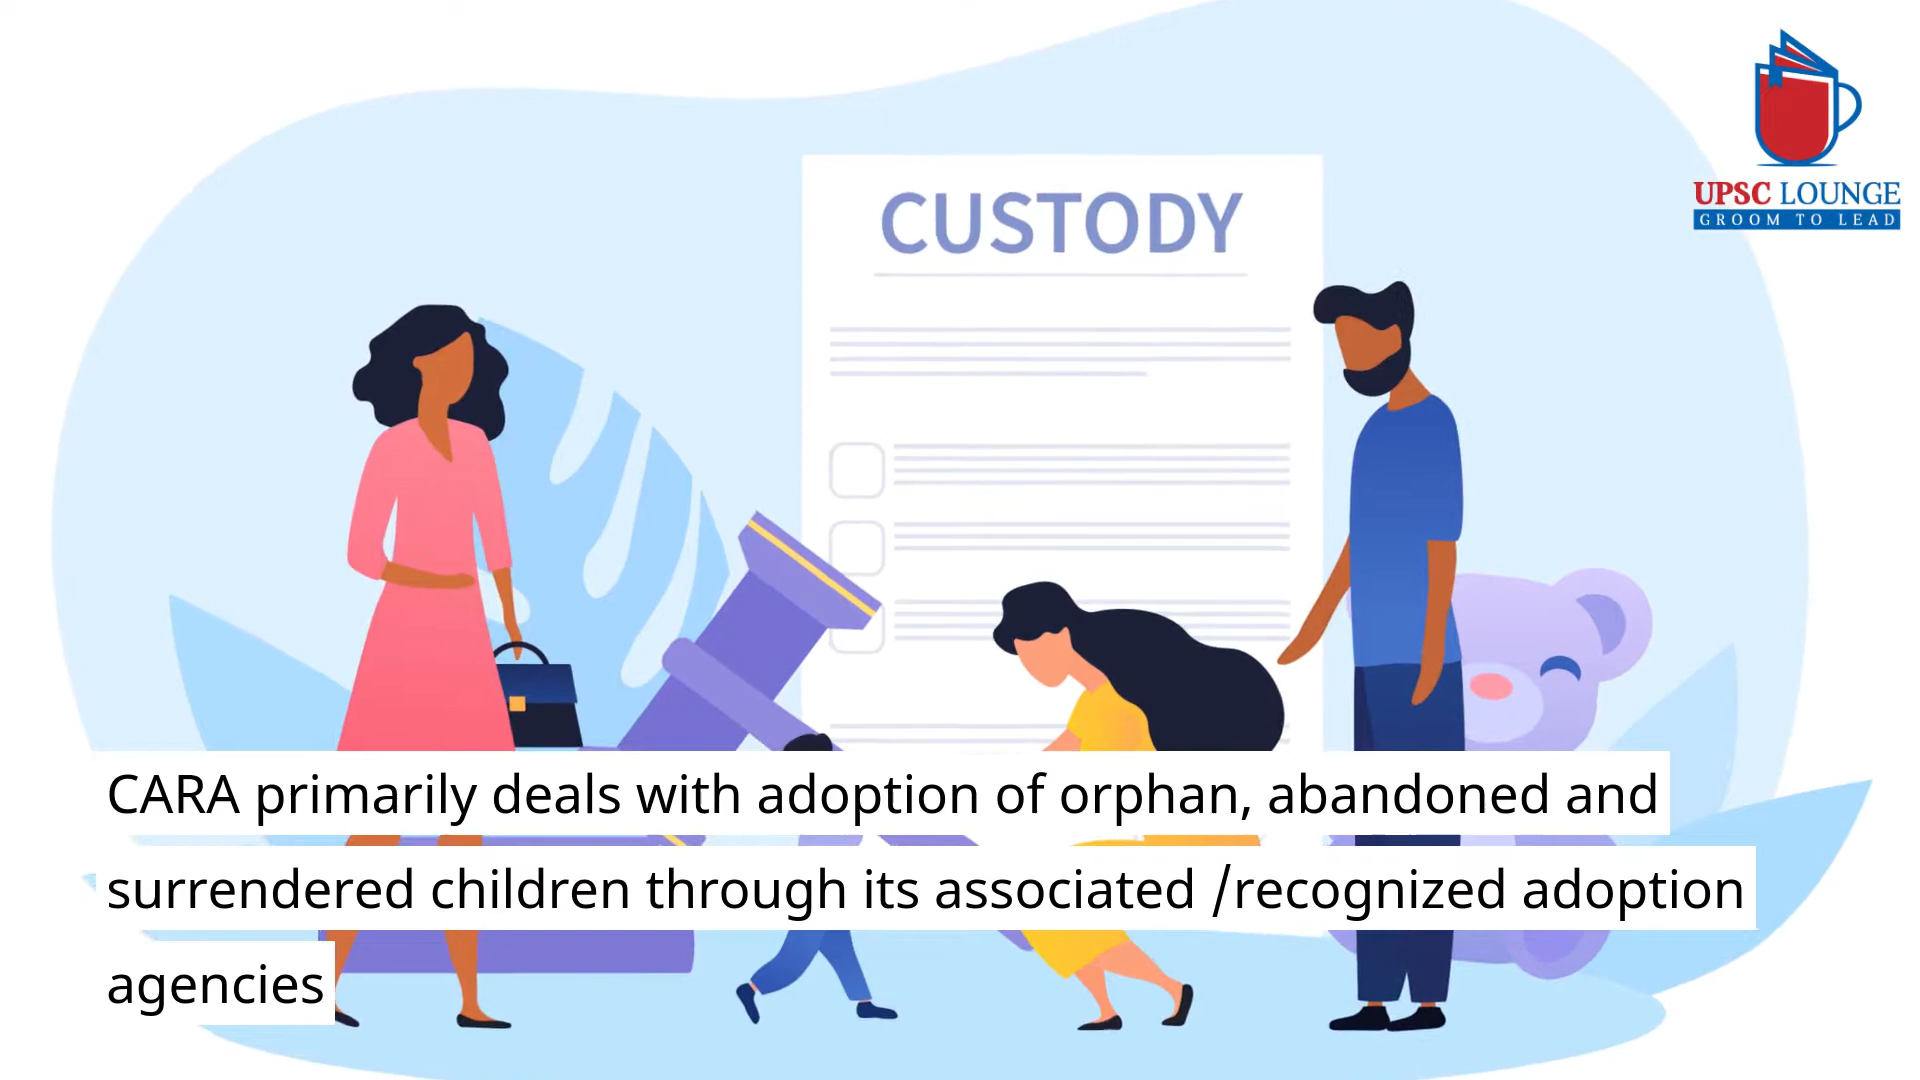 UPSC LOUNGE
GROOM TO LEAD
CUSTODY
CARA primarily deals with adoption of orphan, abandoned and
surrendered children through its associated /recognized adoption
agencies